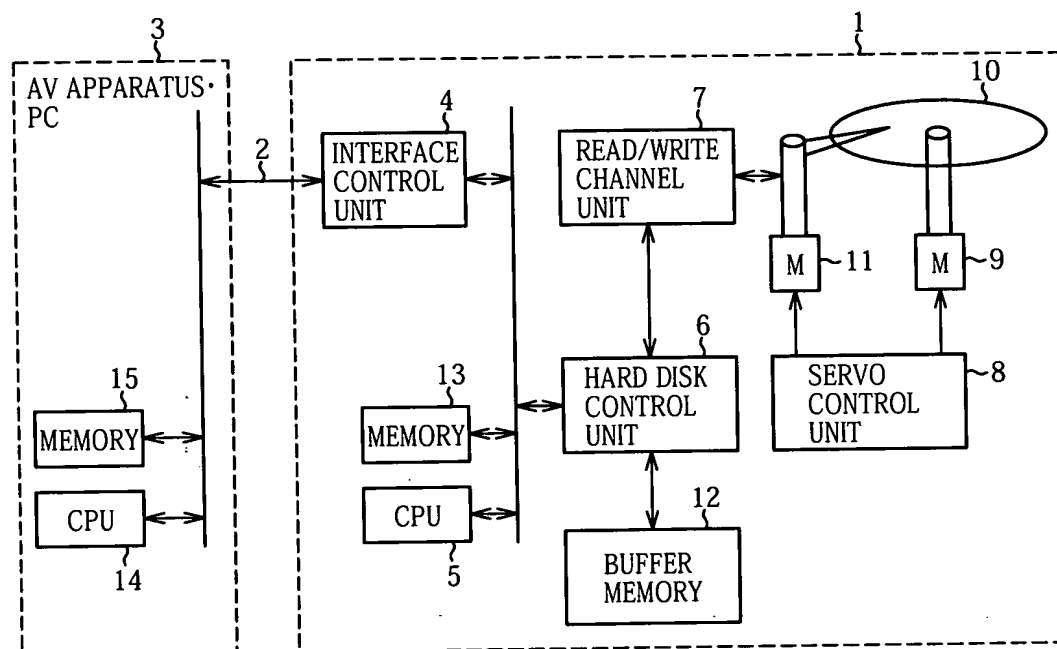 3
1
AV APPARATUS·
PC
10
4
7
2
INTERFACE
CONTROL
UNIT
READ/WRITE
CHANNEL
UNIT
M
11
M
9
6
15
13
HARD DISK
CONTROL
UNIT
SERVO
CONTROL
UNIT
8
MEMORY
MEMORY
CPU
CPU
12
14
5
BUFFER
MEMORY